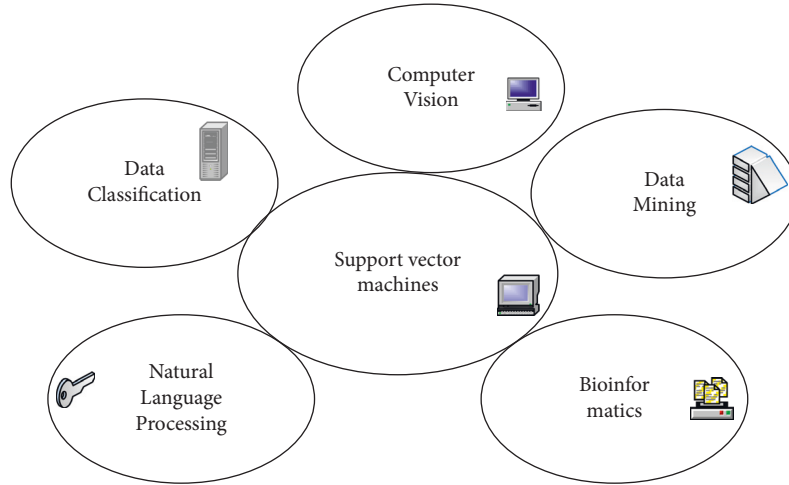 Computer
Vision
Data
Classification
Data
Mining
Support vector
machines
Natural
Language
Processing
Bioinfor
matics